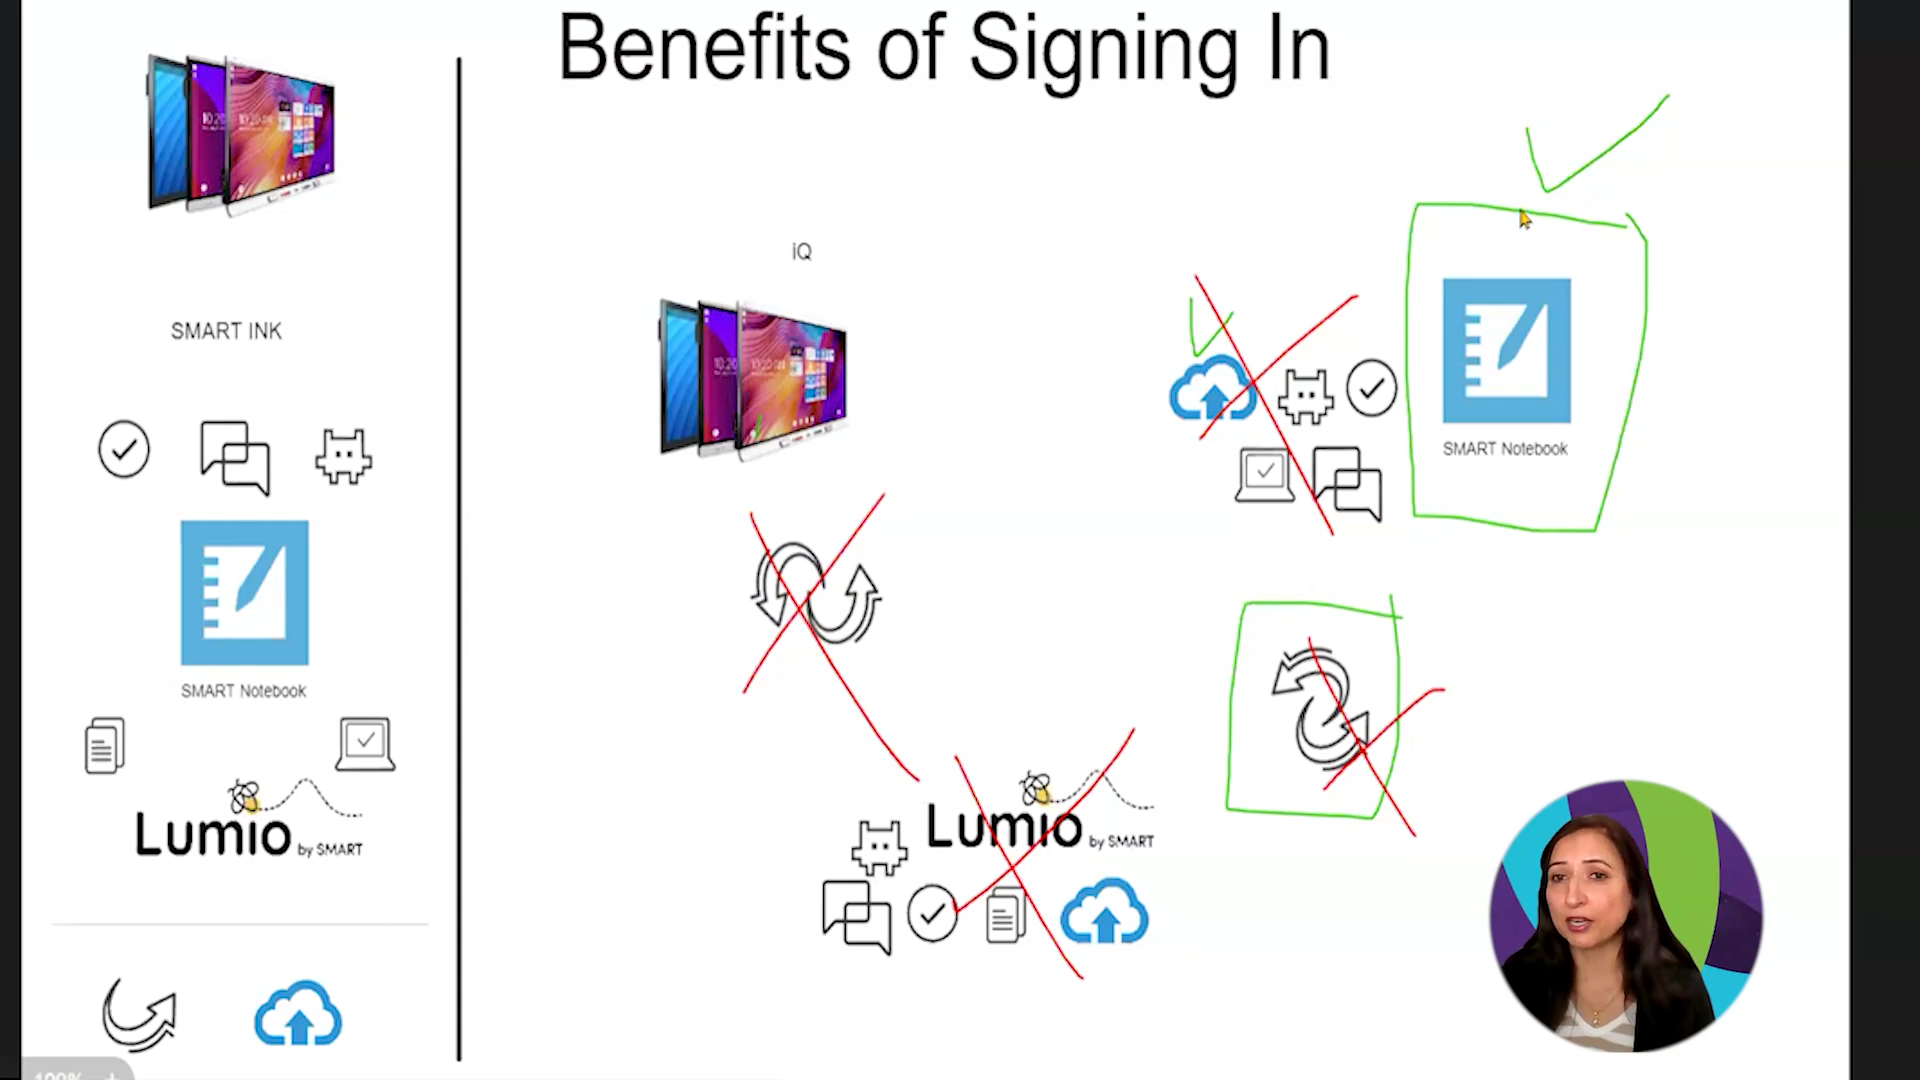 Benefits of Signing In
iQ
SMART INK
SMART Notebook
SMART Notebook
Lumio by SMART
Lumio by SMART